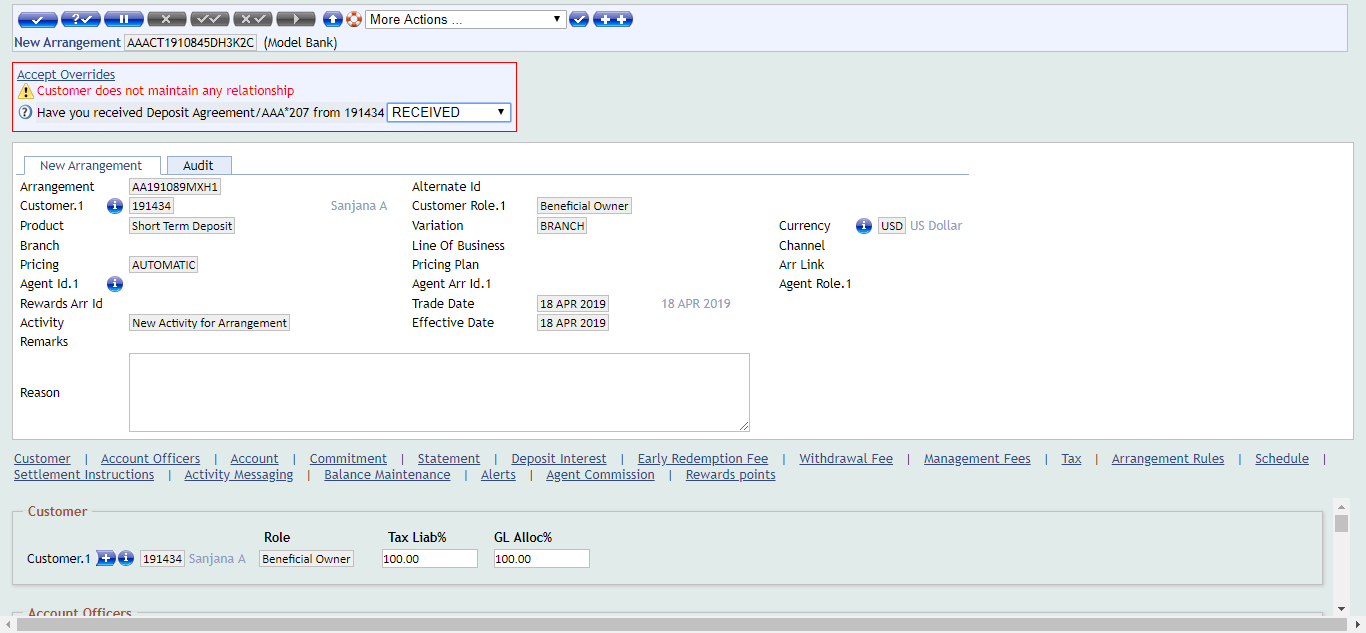 More Actions ...
New Arrangement AAACT1910845DH3K2C (Model Bank)
Accept Overrides
Customer does not maintain any relationship
Have you received Deposit Agreement/AAA*207 from 191434 RECEIVED
New Arrangement Audit
Arrangement AA191089MXH1 Alternate Id
Customer.1 191434 Sanjana A Customer Role.1 Beneficial Owner
Product Short Term Deposit Variation BRANCH Currency USD US Dollar
Branch Line Of Business Channel
Pricing AUTOMATIC Pricing Plan Arr Link
Agent Id.1 Agent Arr Id.1 Agent Role.1
Rewards Arr Id Trade Date 18 APR 2019 18 APR 2019
Activity New Activity for Arrangement Effective Date 18 APR 2019
Remarks
Reason
Customer | Account Officers | Account | Commitment | Statement | Deposit Interest | Early Redemption Fee | Withdrawal Fee | Management Fees | Tax | Arrangement Rules | Schedule |
Settlement Instructions | Activity Messaging | Balance Maintenance | Alerts | Agent Commission | Rewards points
Customer
Role Tax Liab% GL Alloc%
Customer.1 191434 Sanjana A Beneficial Owner 100.00 100.00
Account Officers